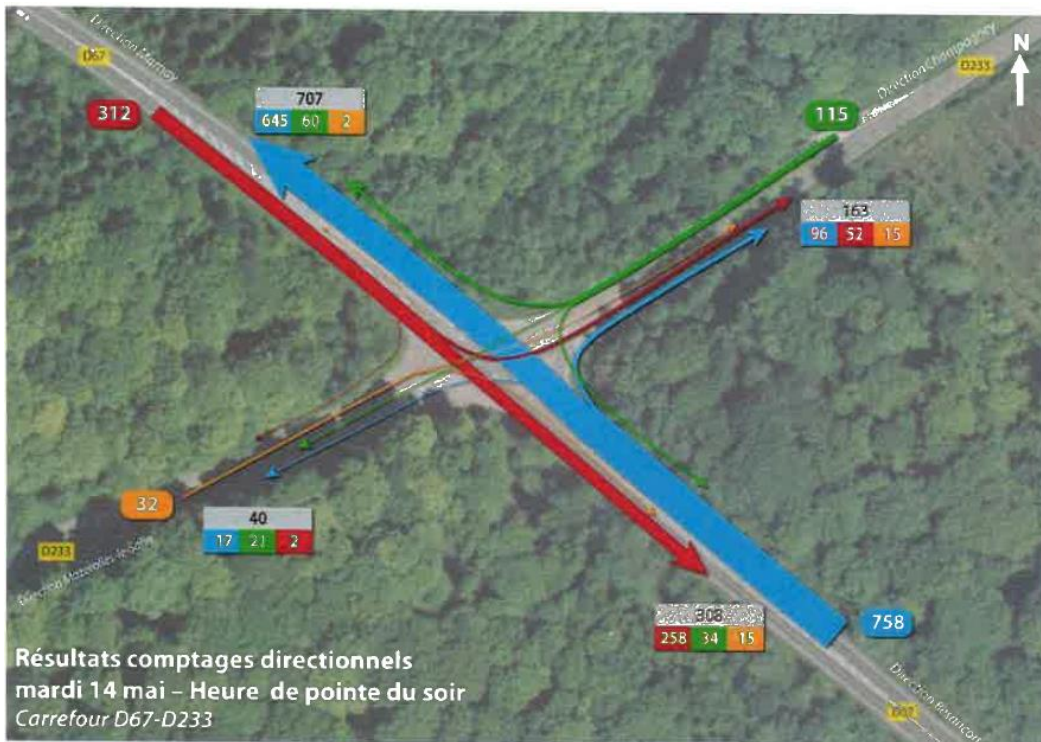 Direction Marnay
D67
312
707
645 60 2
N
Direction Champagney
D233
115
163
96 52 15
32
40
17 21 2
D233
Direction Mazerolles-le-Salin
308
258 34 15
758
Direction Besançon
D67
Résultats comptages directionnels
mardi 14 mai – Heure de pointe du soir
Carrefour D67-D233